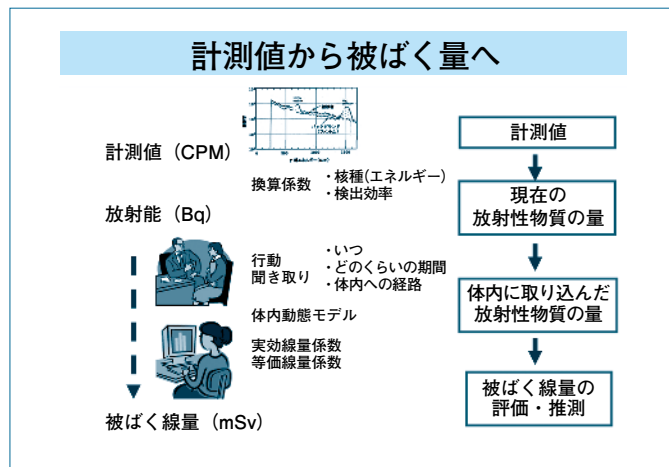 計測値から被ばく量へ
計測値（CPM）
換算係数
・核種(エネルギー)
・検出効率
放射能（Bq）
行動
聞き取り
・いつ
・どのくらいの期間
・体内への経路
体内動態モデル
実効線量係数
等価線量係数
被ばく線量（mSv）
計測値
現在の
放射性物質の量
体内に取り込んだ
放射性物質の量
被ばく線量の
評価・推測